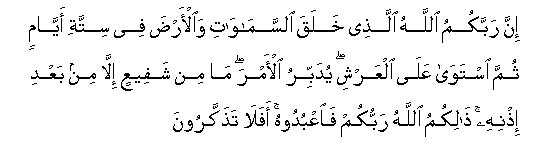 إِنَّ رَبَّكُمُ ٱللَّهُ ٱلَّذِى خَلَقَ ٱلسَّمَـٰوَٰتِ وَٱلْأَرْضَ فِى سِتَّةِ أَيَّامٍۢ
ثُمَّ ٱسْتَوَىٰ عَلَى ٱلْعَرْشِ ۖ يُدَبِّرُ ٱلْأَمْرَ ۖ مَا مِن شَفِيعٍ إِلَّا مِنۢ بَعْدِ
إِذْنِهِۦ ۚ ذَٰلِكُمُ ٱللَّهُ رَبُّكُمْ فَٱعْبُدُوهُ ۚ أَفَلَا تَذَكَّرُونَ